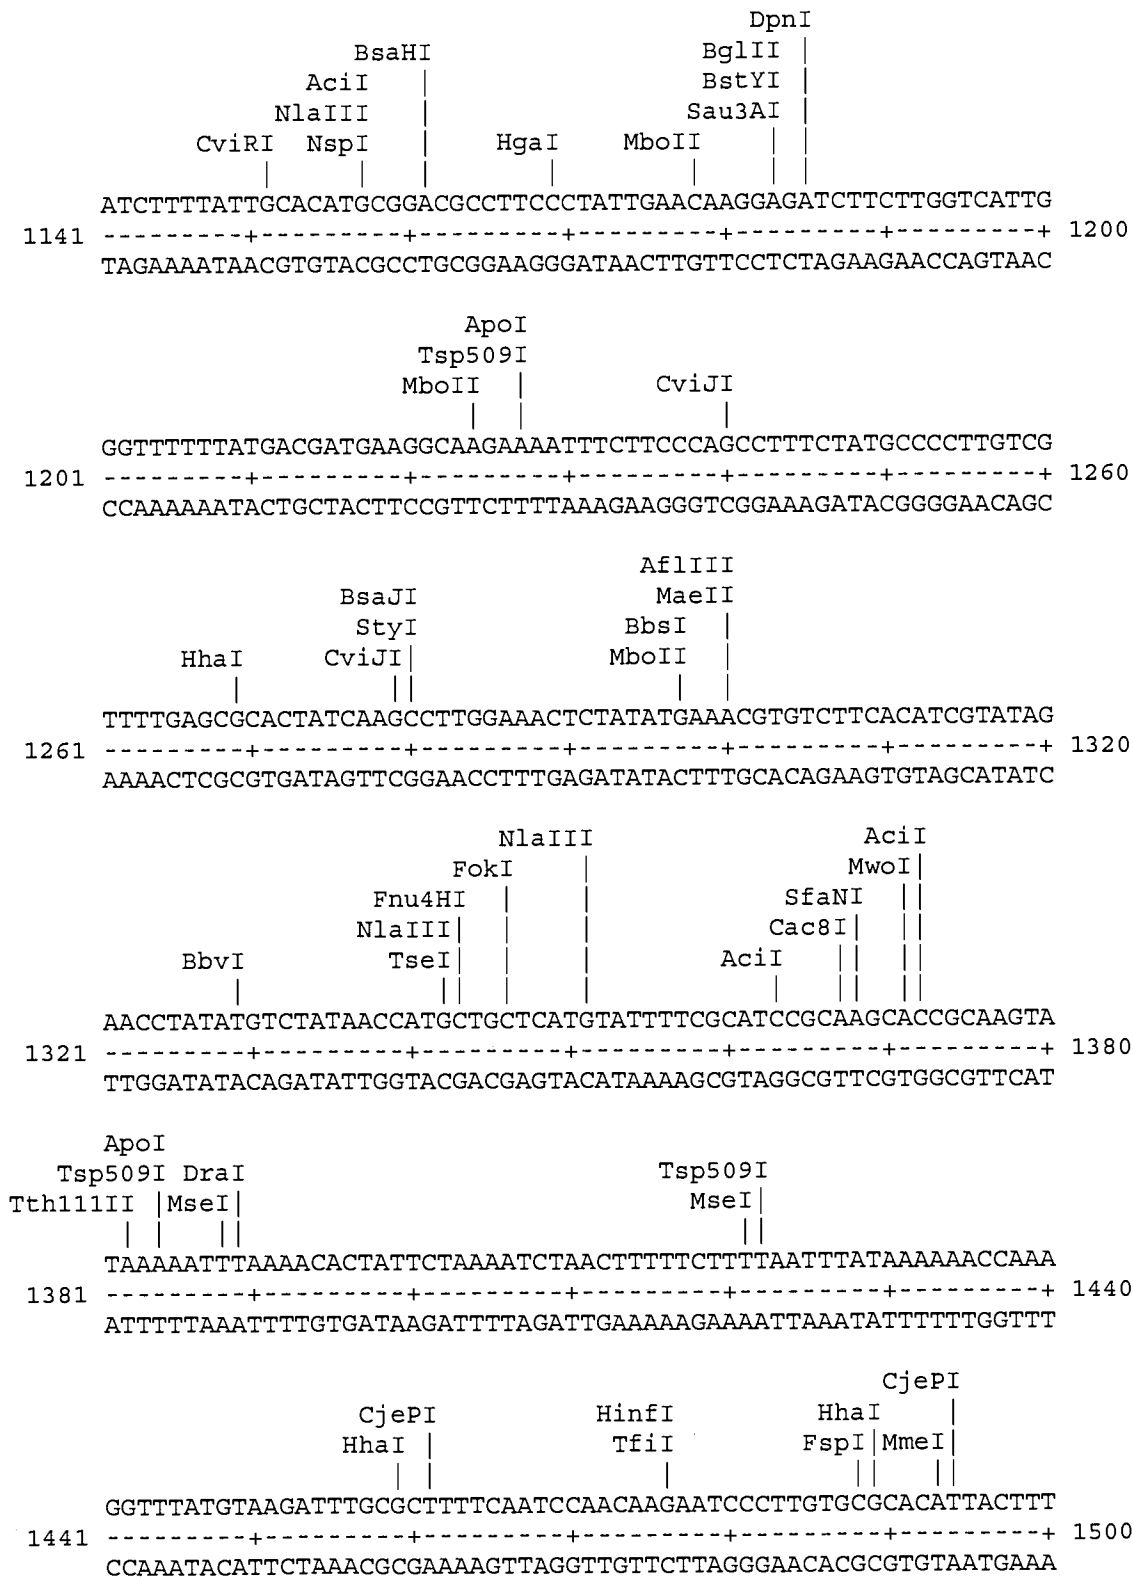 DpnI
BsaHI BglII |
AciI | BstYI |
NlaIII | Sau3AI |
CviRI NspI | HgaI MboII | |
| | | | | | |
ATCTTTTATTGCACATGCGGACGCCTTCCCTATTGAACAAGGAGATCTTCTTGGTCATTG
1141 ---------+---------+---------+---------+---------+---------+ 1200
TAGAAAATAACGTGTACGCCTGCGGAAGGGATAACTTGTTCCTCTAGAAGAACCAGTAAC
ApoI
Tsp509I
MboII | CviJI
| | |
GGTTTTTTATGACGATGAAGGCAAGAAAATTTCTTCCCAGCCTTTCTATGCCCCTTGTCG
1201 ---------+---------+---------+---------+---------+---------+ 1260
CCAAAAAATACTGCTACTTCCGTTCTTTTAAAGAAGGGTCGGAAAGATACGGGGAACAGC
AflIII
BsaJI MaeII
StyI BbsI |
HhaI CviJI| MboII |
| || | |
TTTTGAGCGCACTATCAAGCCTTGGAAACTCTATATGAAACGTGTCTTCACATCGTATAG
1261 ---------+---------+---------+---------+---------+---------+ 1320
AAAACTCGCGTGATAGTTCGGAACCTTTGAGATATACTTTGCACAGAAGTGTAGCATATC
NlaIII AciI
FokI | MwoI|
Fnu4HI | | SfaNI ||
NlaIII| | | Cac8I | ||
BbvI TseI| | | AciI || ||
| || | | | || ||
AACCTATATGTCTATAACCATGCTGCTCATGTATTTTCGCATCCGCAAGCACCGCAAGTA
1321 ---------+---------+---------+---------+---------+---------+ 1380
TTGGATATACAGATATTGGTACGACGAGTACATAAAAGCGTAGGCGTTCGTGGCGTTCAT
ApoI
Tsp509I DraI Tsp509I
Tth111II |MseI| MseI|
| | || ||
TAAAAATTTAAAACACTATTCTAAAATCTAACTTTTTCTTTTAATTTATAAAAAACCAAA
1381 ---------+---------+---------+---------+---------+---------+ 1440
ATTTTTAAATTTTGTGATAAGATTTTAGATTGAAAAAGAAAATTAAATATTTTTTGGTTT
CjePI
CjePI HinfI HhaI |
HhaI | TfiI FspI|MmeI|
| | | || ||
GGTTTATGTAAGATTTGCGCTTTTCAATCCAACAAGAATCCCTTGTGCGCACATTACTTT
1441 ---------+---------+---------+---------+---------+---------+ 1500
CCAAATACATTCTAAACGCGAAAAGTTAGGTTGTTCTTAGGGAACACGCGTGTAATGAAA